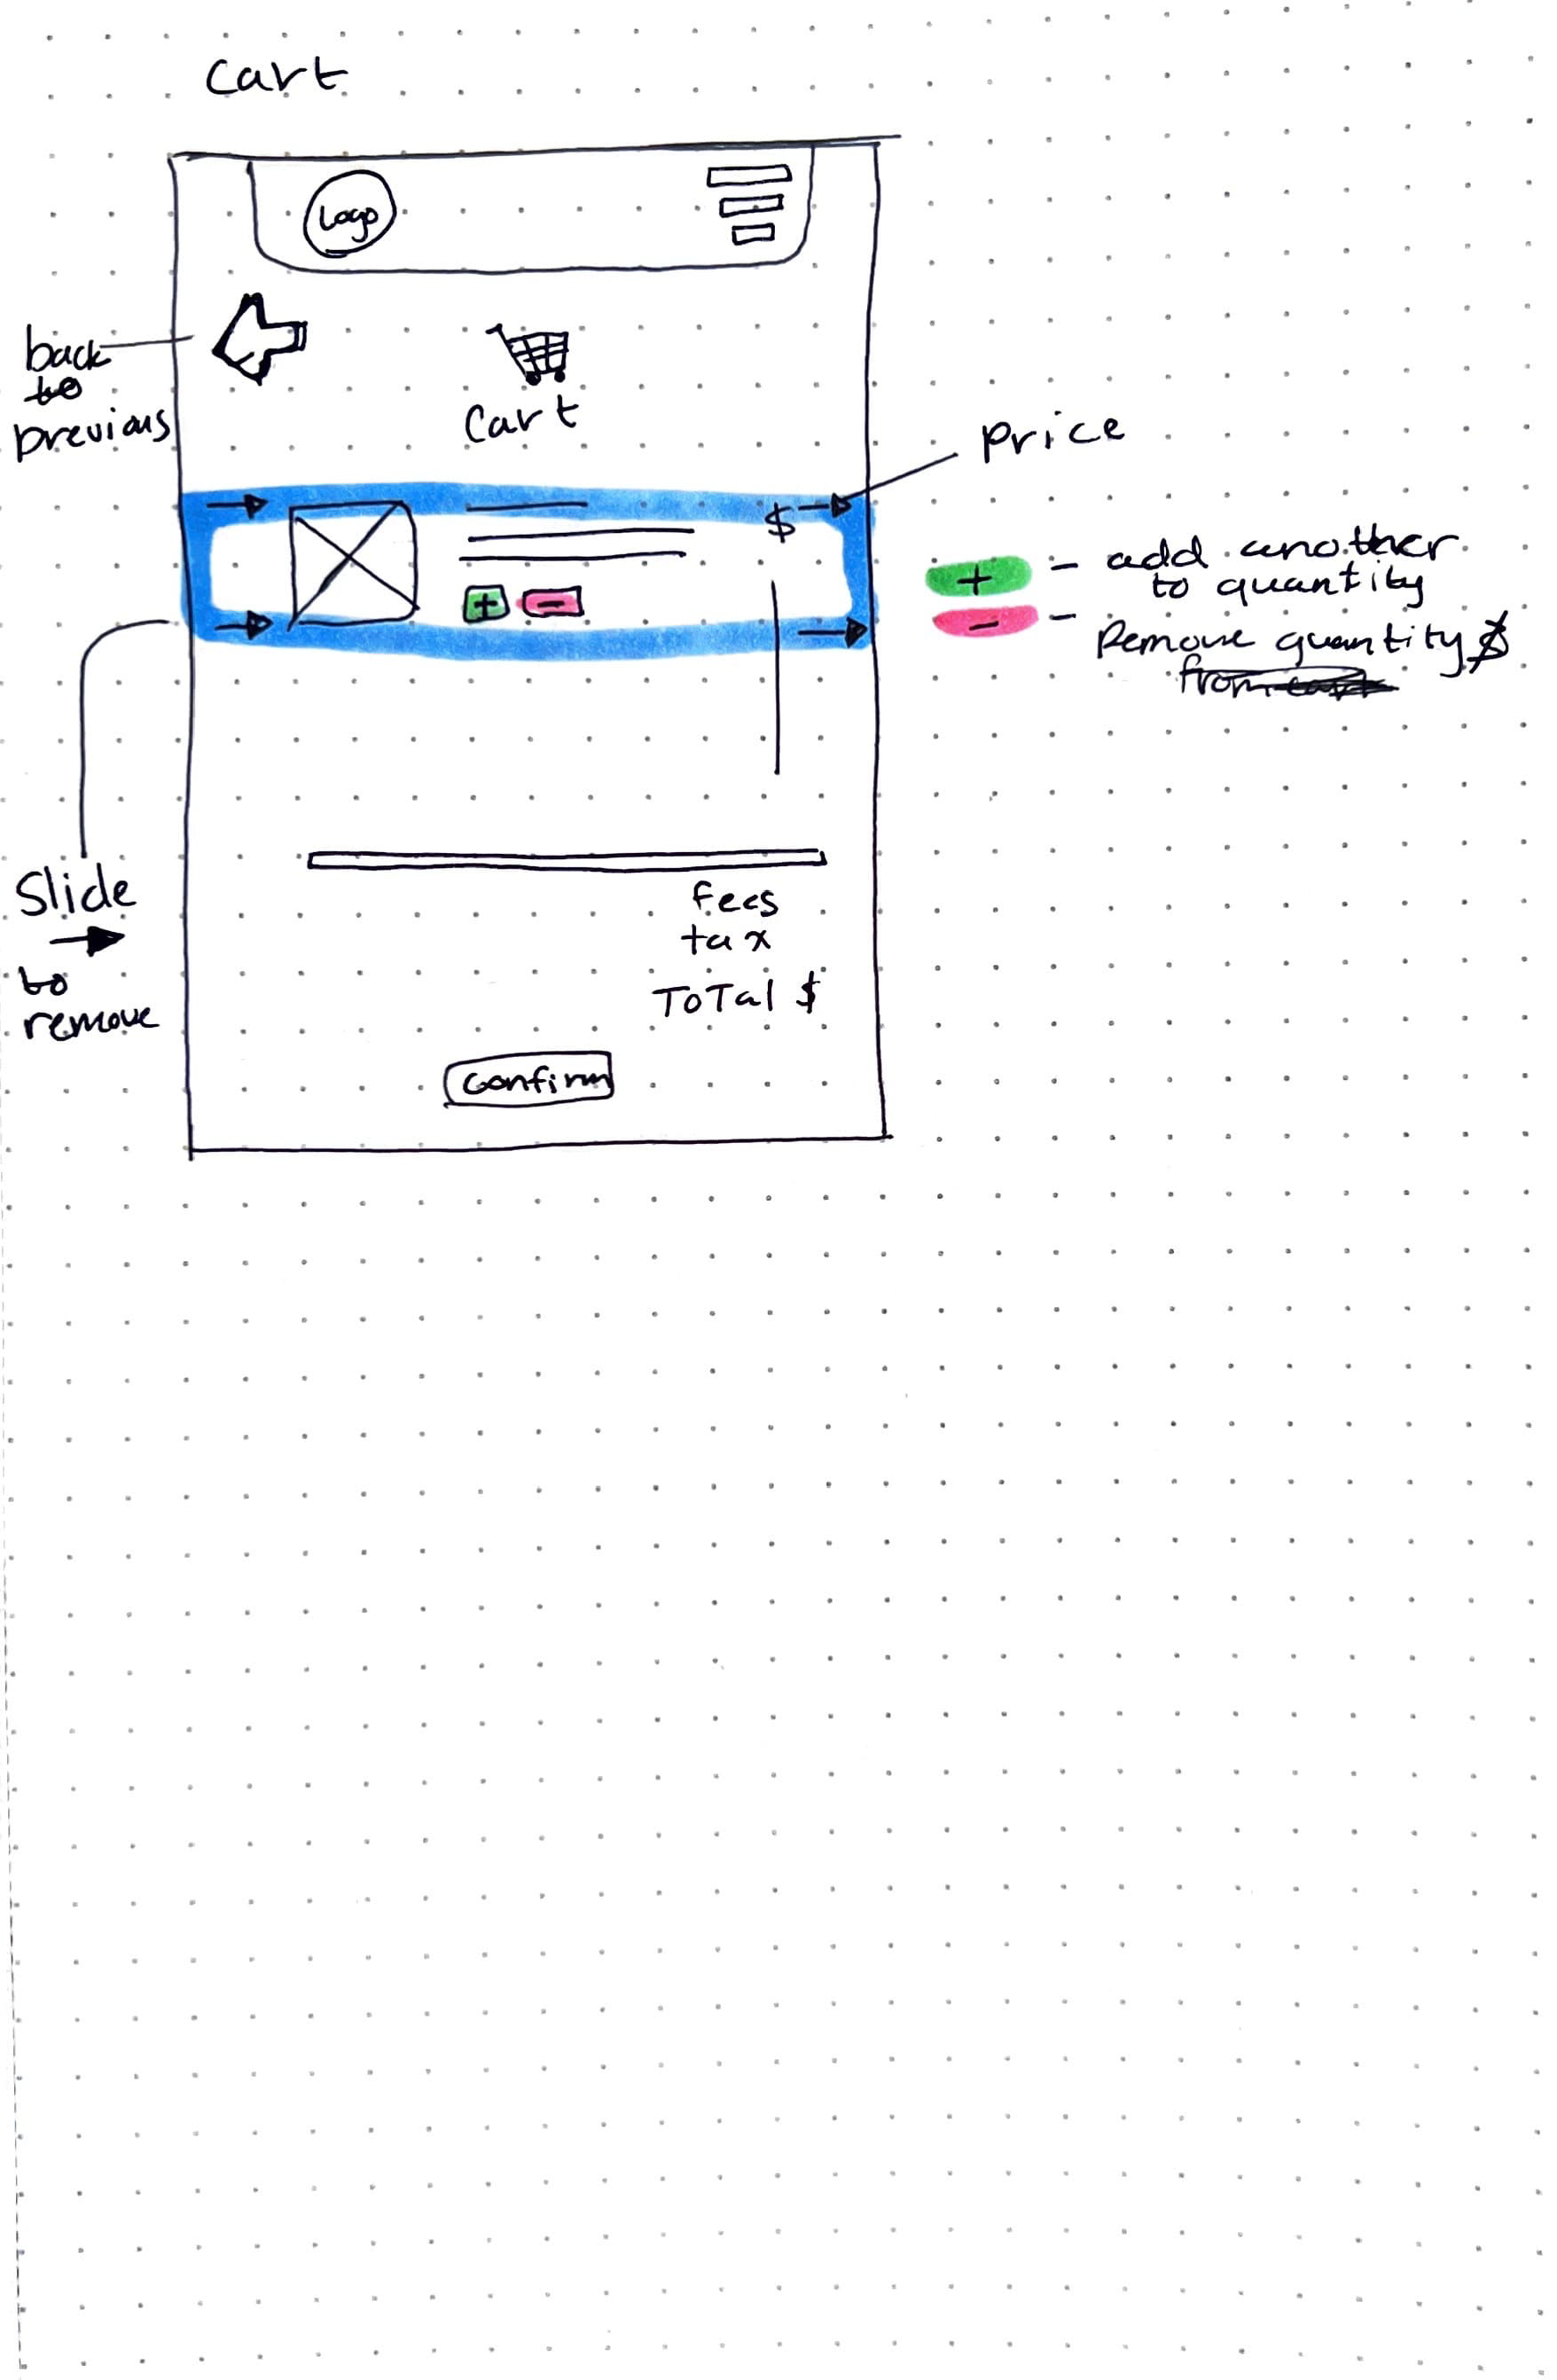 Cart
Logo
back
to
previous
Cart
price
$
+ -
+ - add another
to quantity
- - Remove quantity
from
Slide
to
remove
fees
tax
ToTal $
Confirm